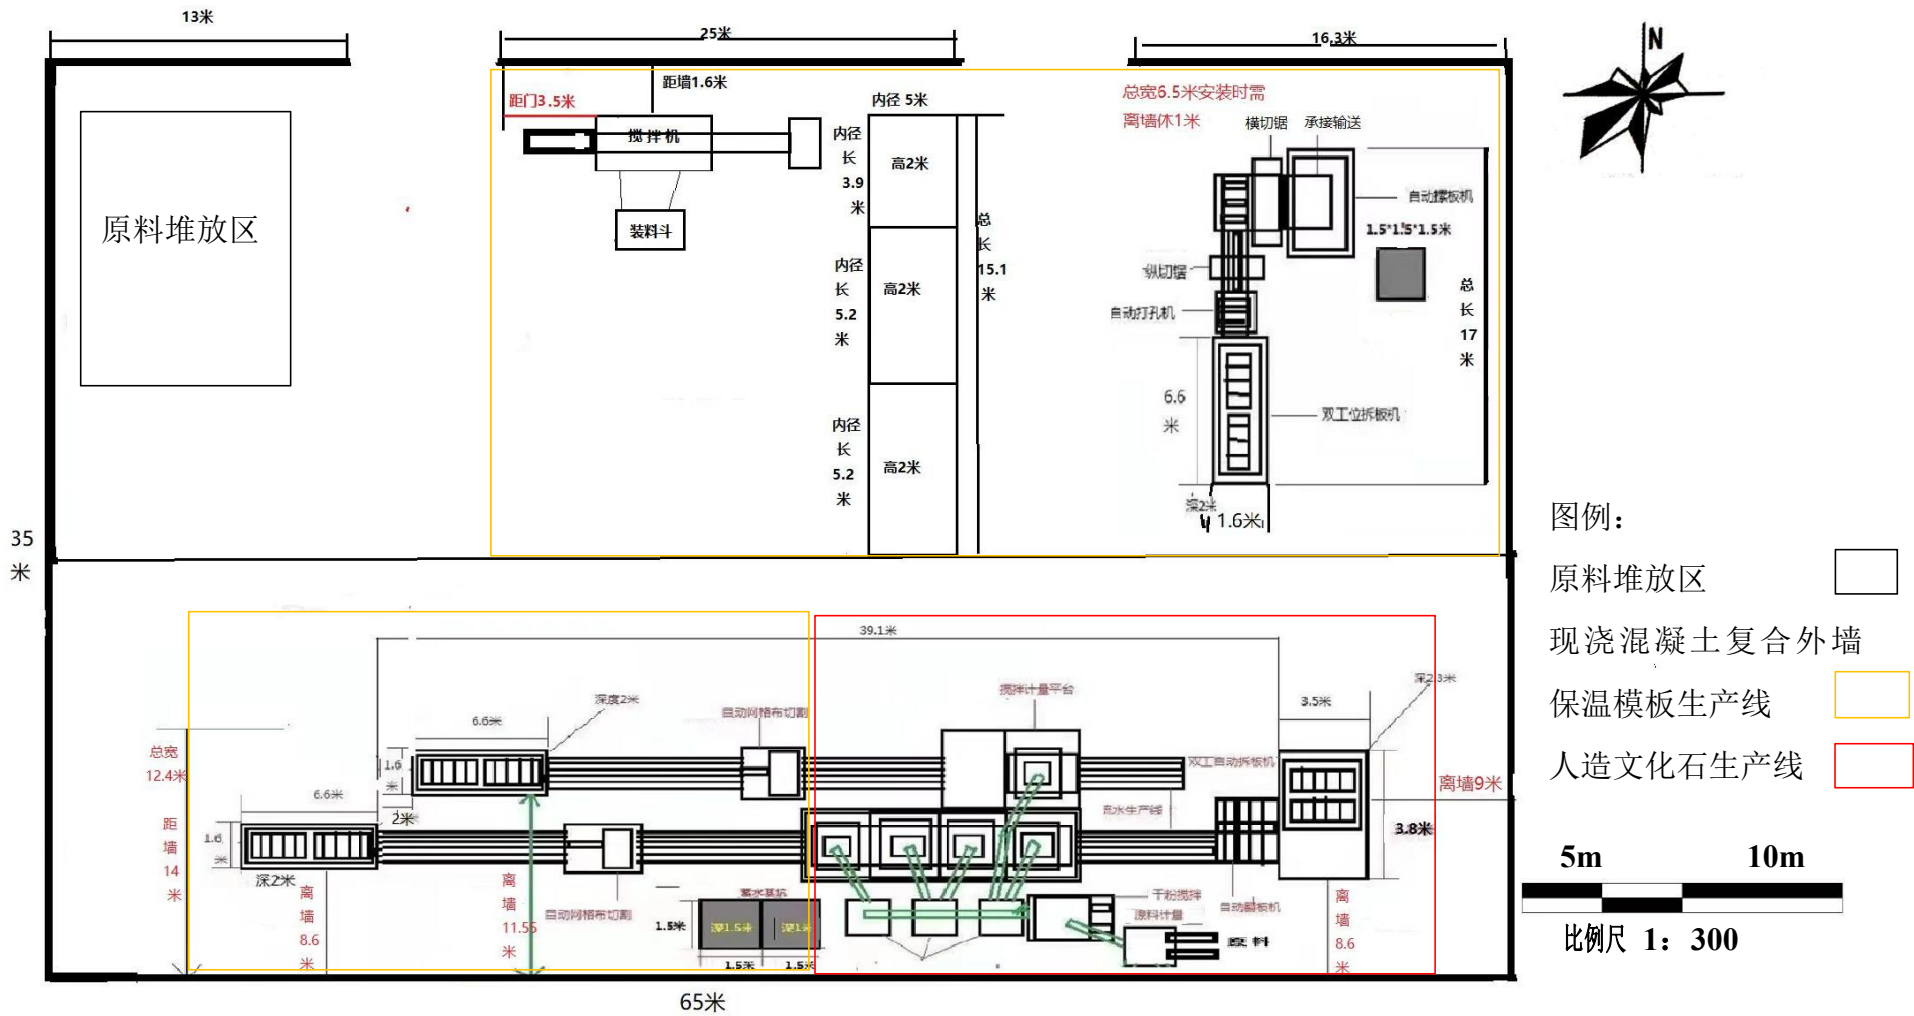 13米
25米
16.3米
N
距墙1.6米
距门3.5米
搅拌机
装料斗
内径 5米
内径
长
3.9
米
高2米
内径
长
5.2
米
高2米
内径
长
5.2
米
高2米
总
长
15.1
米
原料堆放区
总宽6.5米安装时需
离墙休1米
横切锯
承接输送
1.5*1.5*1.5米
纵切锯
自动打孔机
总
长
17
米
6.6
米
双工位拆板机
深2米
1.6米
35
米
图例：
原料堆放区
现浇混凝土复合外墙
保温模板生产线
人造文化石生产线
39.1米
深度2米
6.6米
自动网格布切割
搅拌计量平台
深2.3米
3.5米
总宽
12.4米
1.6
米
双工自动拆板机
离墙9米
6.6米
2米
1.6
米
3.8米
距
墙
14
米
深2米
离
墙
8.6
米
离
墙
11.55
米
自动网格布切割
蓄水基坑
1.5米
深1.5米
深1米
1.5米
1.5米
干粉搅拌
原料计量
原料
离
墙
8.6
米
65米
5m
10m
比例尺 1：300